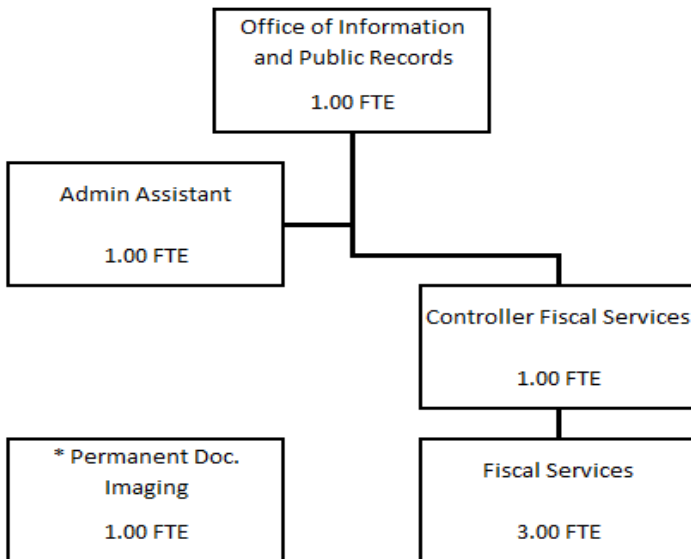 Office of Information
and Public Records
1.00 FTE
Admin Assistant
1.00 FTE
Controller Fiscal Services
1.00 FTE
* Permanent Doc.
Imaging
1.00 FTE
Fiscal Services
3.00 FTE